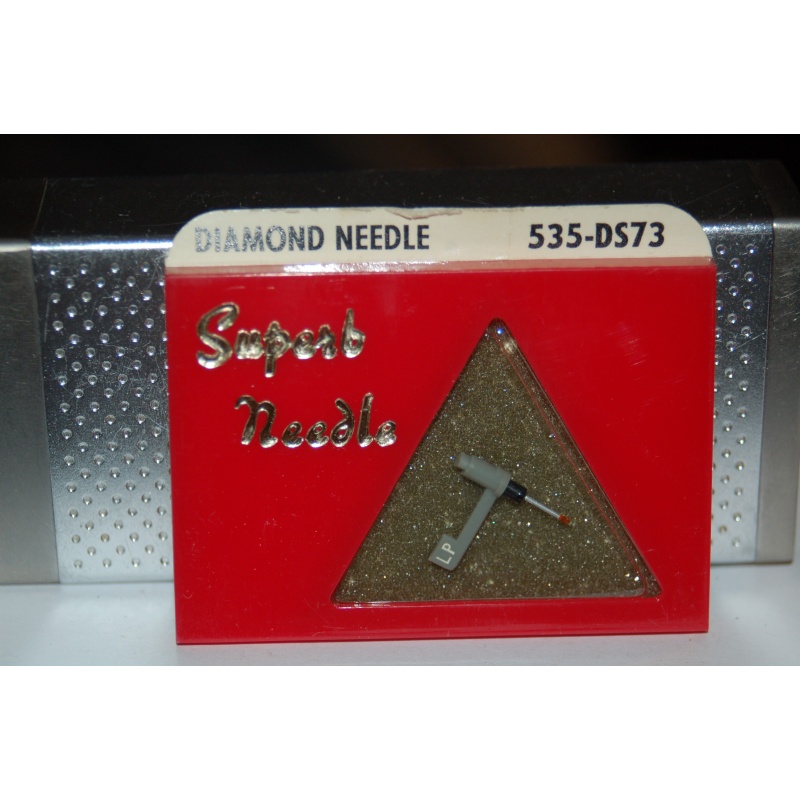 DIAMOND NEEDLE 535-DS73
Superb
Needle
LP